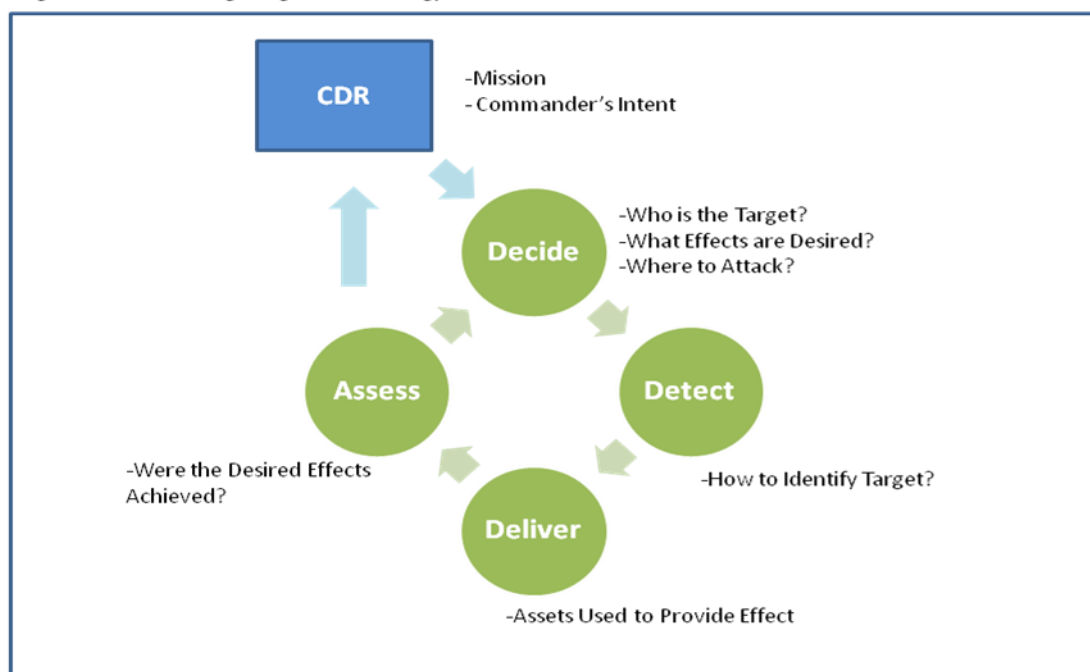 CDR
-Mission
- Commander's Intent
Decide
-Who is the Target?
-What Effects are Desired?
-Where to Attack?
Assess
Detect
-Were the Desired Effects
Achieved?
-How to Identify Target?
Deliver
-Assets Used to Provide Effect